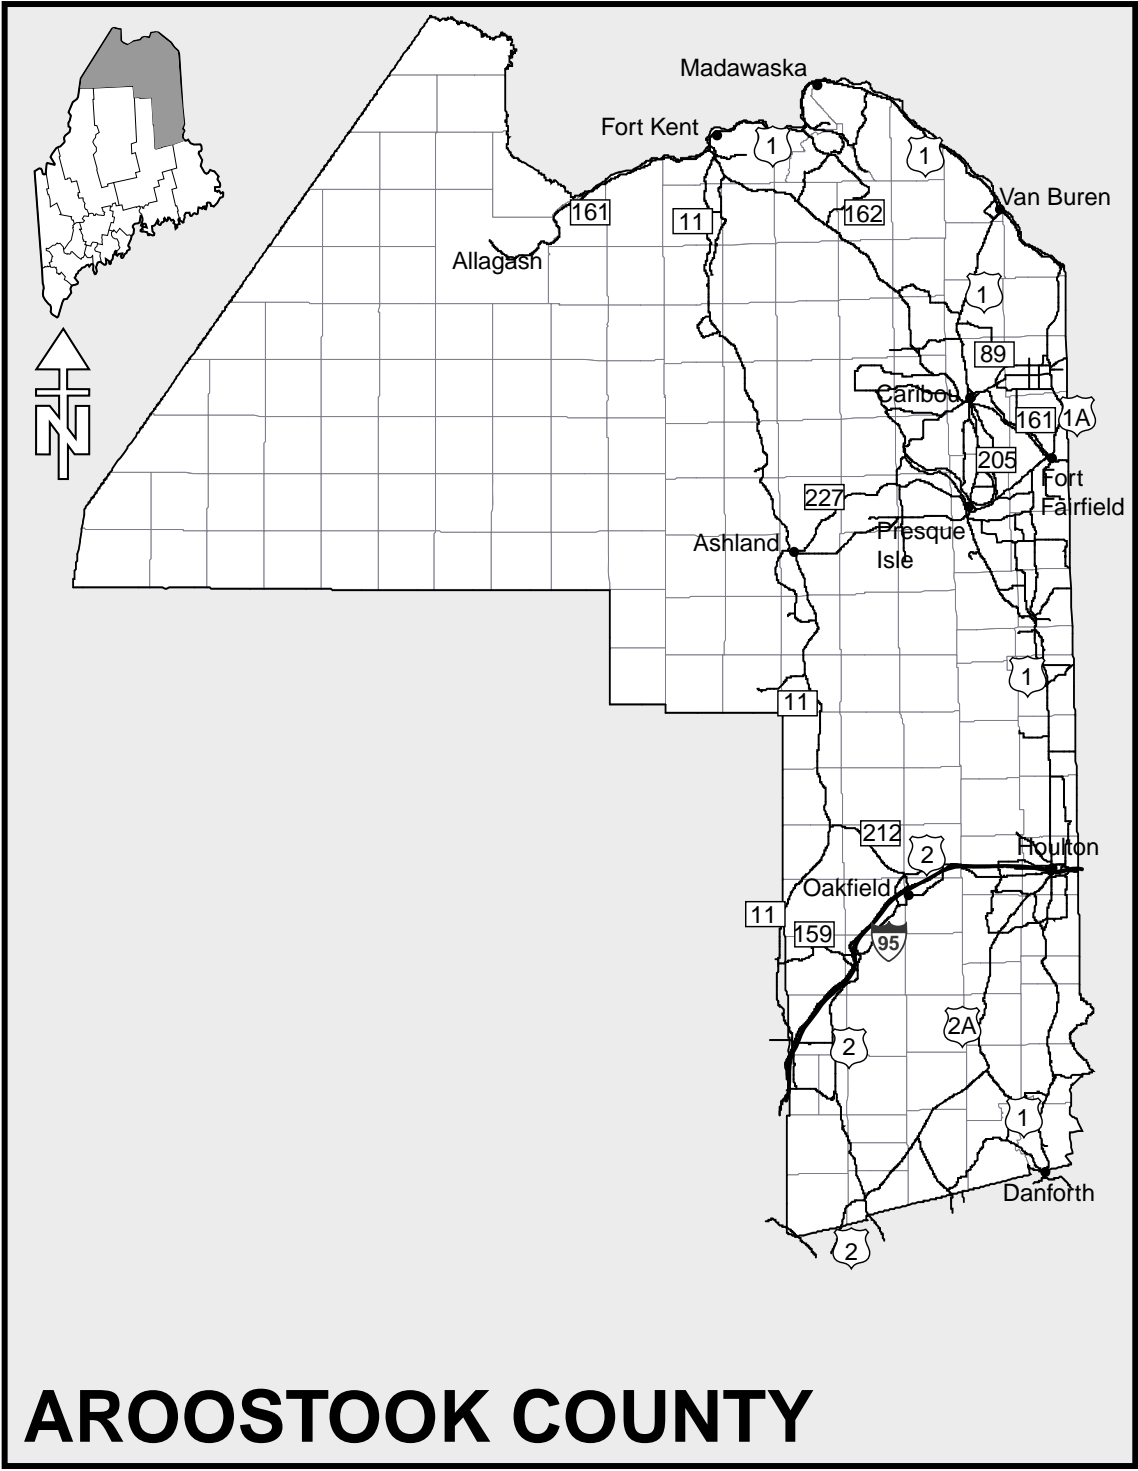 Madawaska
Fort Kent
1
1
161
11
162
Van Buren
Allagash
1
89
Caribou
161
1A
205
Fort
Fairfield
227
Presque
Isle
Ashland
1
11
212
2
Houlton
Oakfield
11
159
95
2A
2
1
Danforth
2
N
AROOSTOOK COUNTY